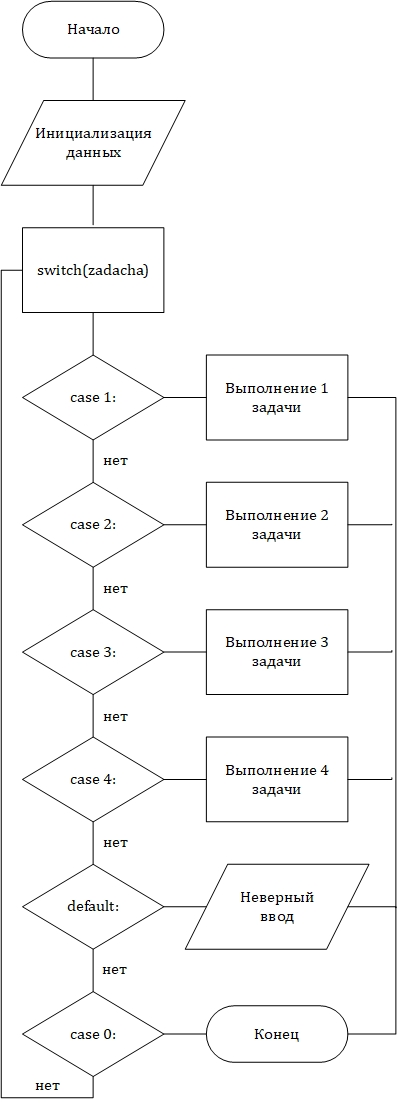 Начало
Инициализация
данных
switch(zadacha)
case 1:
Выполнение 1
задачи
нет
case 2:
Выполнение 2
задачи
нет
case 3:
Выполнение 3
задачи
нет
case 4:
Выполнение 4
задачи
нет
default:
Неверный
ввод
нет
case 0:
Конец
нет